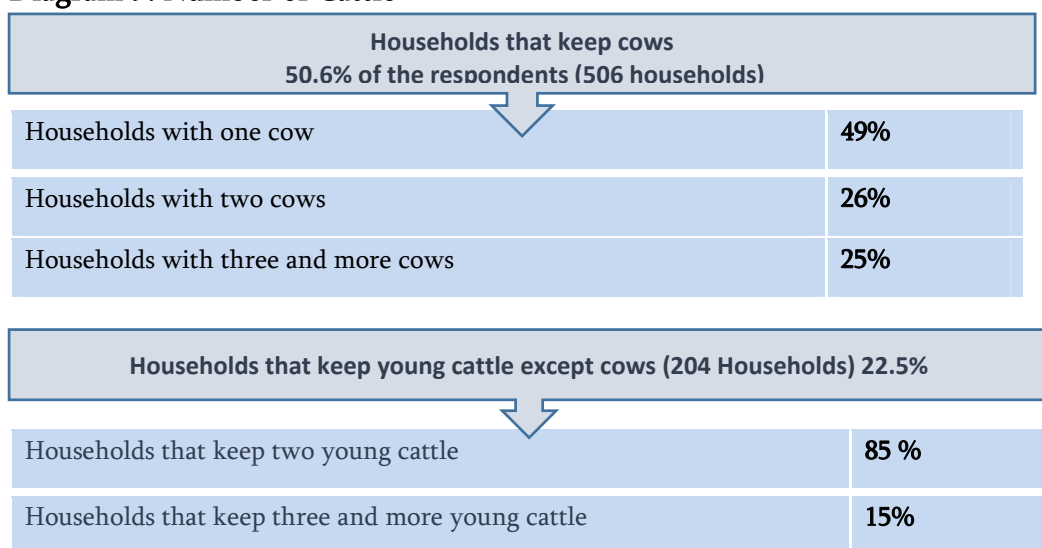 Households that keep cows
50.6% of the respondents (506 households)
Households with one cow 49%
Households with two cows 26%
Households with three and more cows 25%
Households that keep young cattle except cows (204 Households) 22.5%
Households that keep two young cattle 85 %
Households that keep three and more young cattle 15%